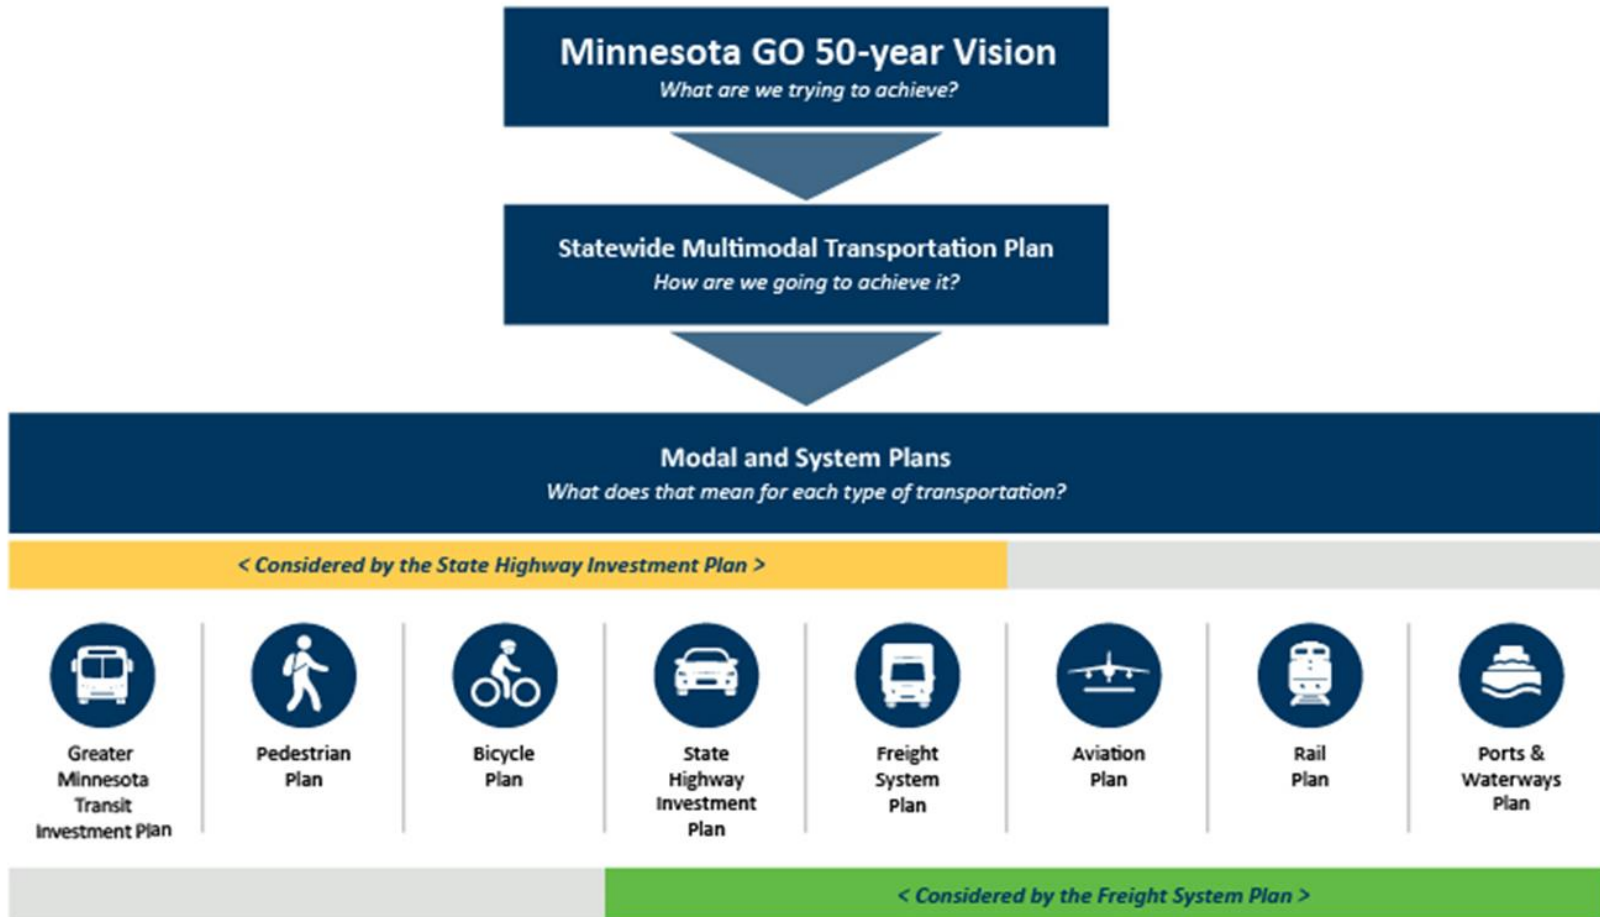 Minnesota GO 50-year Vision
What are we trying to achieve?
Statewide Multimodal Transportation Plan
How are we going to achieve it?
Modal and System Plans
What does that mean for each type of transportation?
< Considered by the State Highway Investment Plan >
Greater
Minnesota
Transit
Investment Plan
Pedestrian
Plan
Bicycle
Plan
State
Highway
Investment
Plan
Freight
System
Plan
Aviation
Plan
Rail
Plan
Ports &
Waterways
Plan
< Considered by the Freight System Plan >